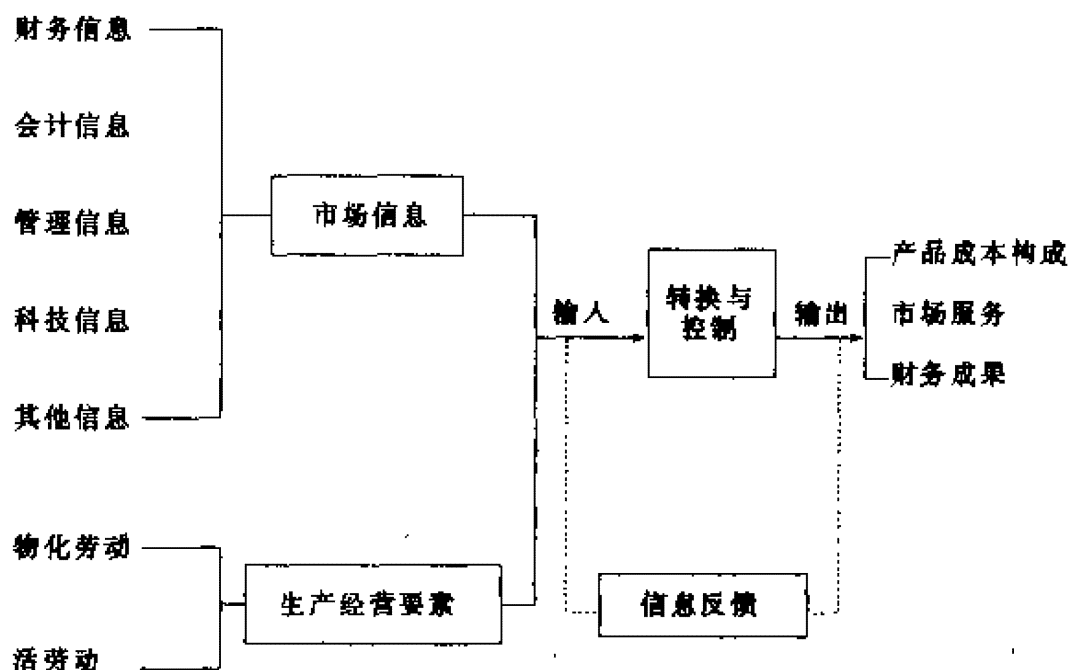 财务信息
会计信息
管理信息
科技信息
其他信息
物化劳动
活劳动
市场信息
生产经营要素
输入
转换与
控制
输出
信息反馈
产品成本构成
市场服务
财务成果